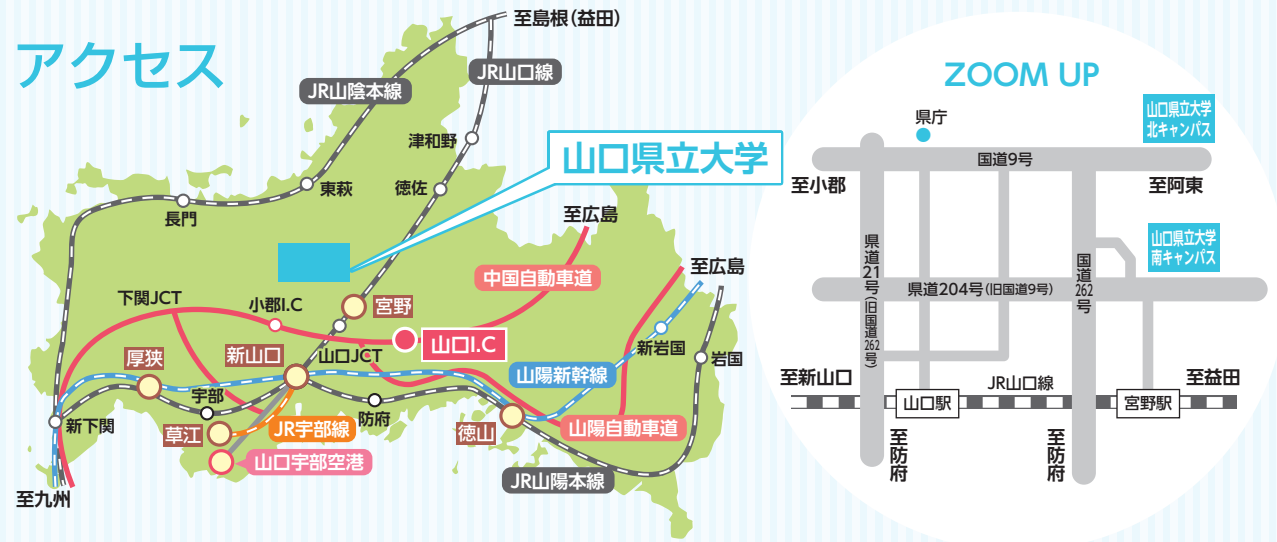 アクセス
至島根(益田)
JR山口線
JR山陰本線
津和野
山口県立大学
徳佐
東萩
長門
至広島
至広島
中国自動車道
下関JCT
小郡I.C
宮野
山口I.C
新山口
山口JCT
新岩国
岩国
厚狭
山陽新幹線
宇部
防府
新下関
草江
JR宇部線
徳山
山陽自動車道
山口宇部空港
JR山陽本線
至九州
ZOOM UP
山口県立大学
北キャンパス
県庁
国道9号
至小郡
至阿東
山口県立大学
南キャンパス
県道21号(旧国道262号)
国道262号
県道204号(旧国道9号)
至新山口
JR山口線
至益田
山口駅
宮野駅
至防府
至防府